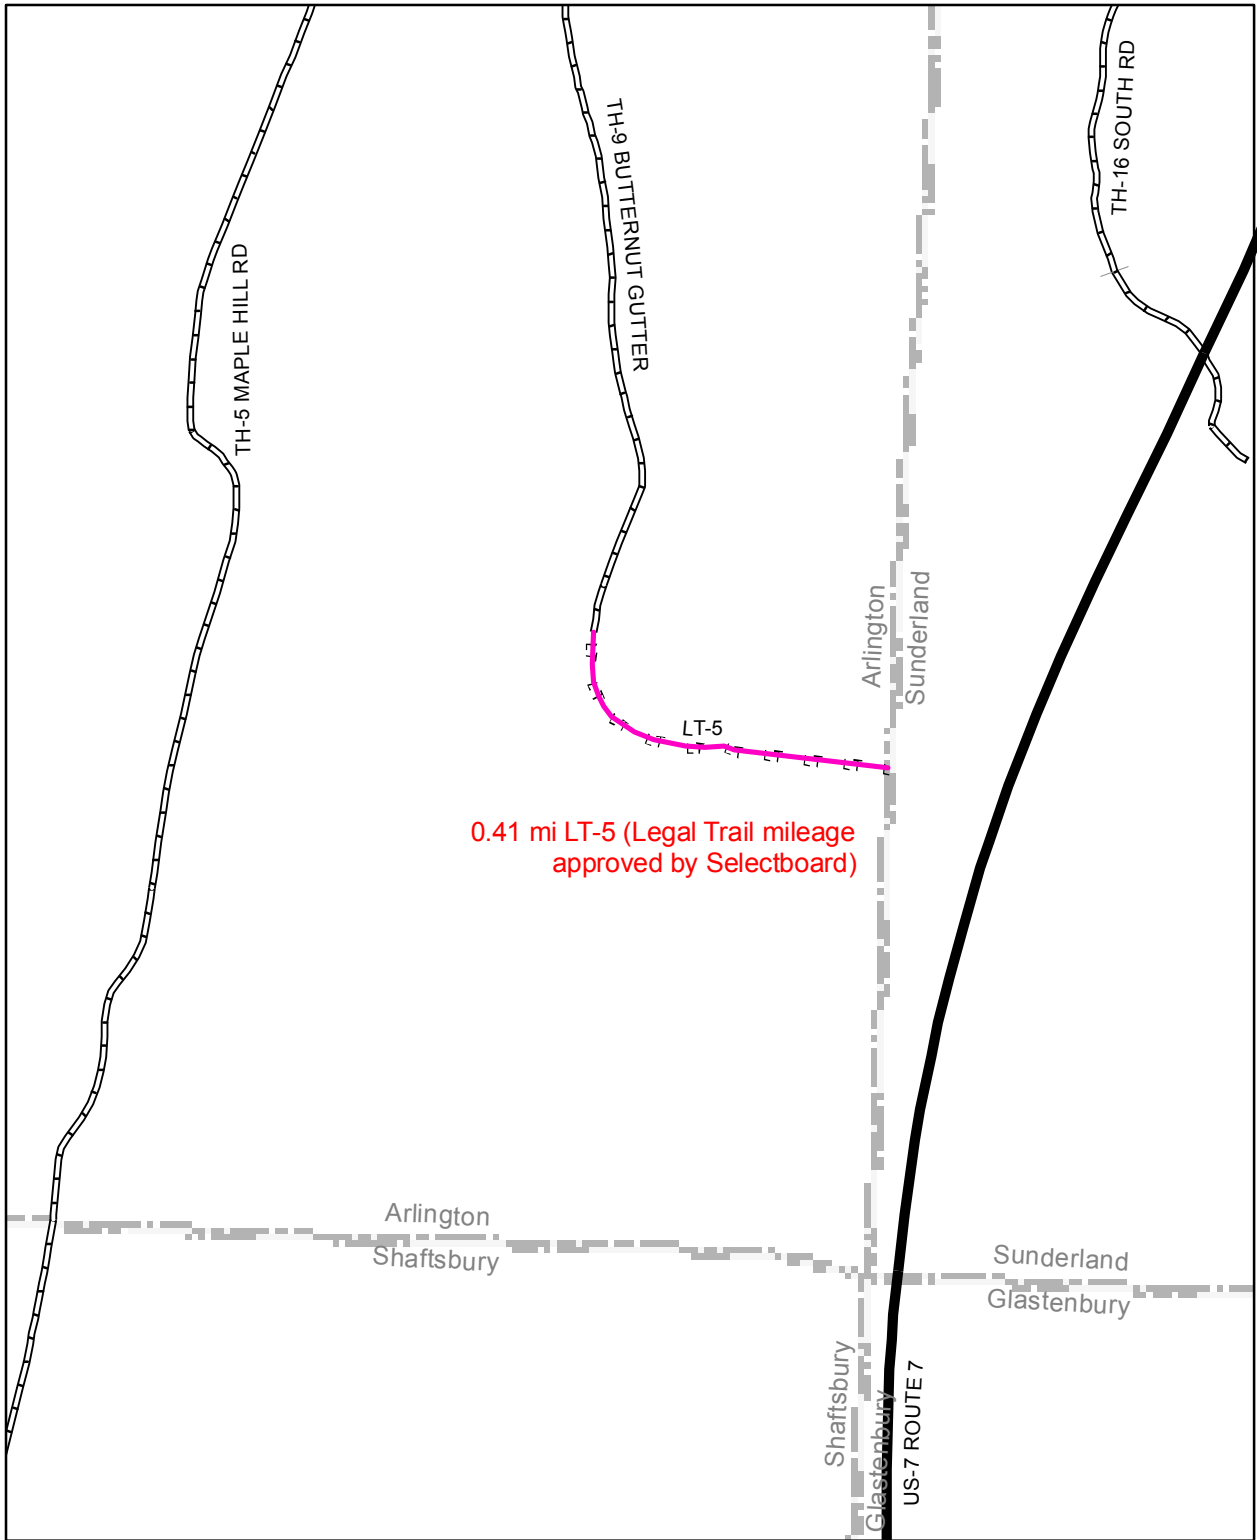 TH-5 MAPLE HILL RD
TH-9 BUTTERNUT GUTTER
TH-16 SOUTH RD
Arlington
Sunderland
LT-5
0.41 mi LT-5 (Legal Trail mileage
approved by Selectboard)
Arlington
Shaftsbury
Sunderland
Glastenbury
Shaftsbury
Glastenbury
US-7 ROUTE 7